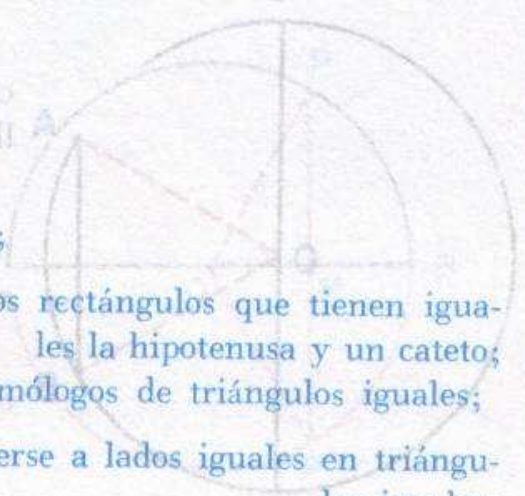 A
;
O
os rectángulos que tienen igua-
les la hipotenusa y un cateto;
mólogos de triángulos iguales;
erse a lados iguales en triángu-